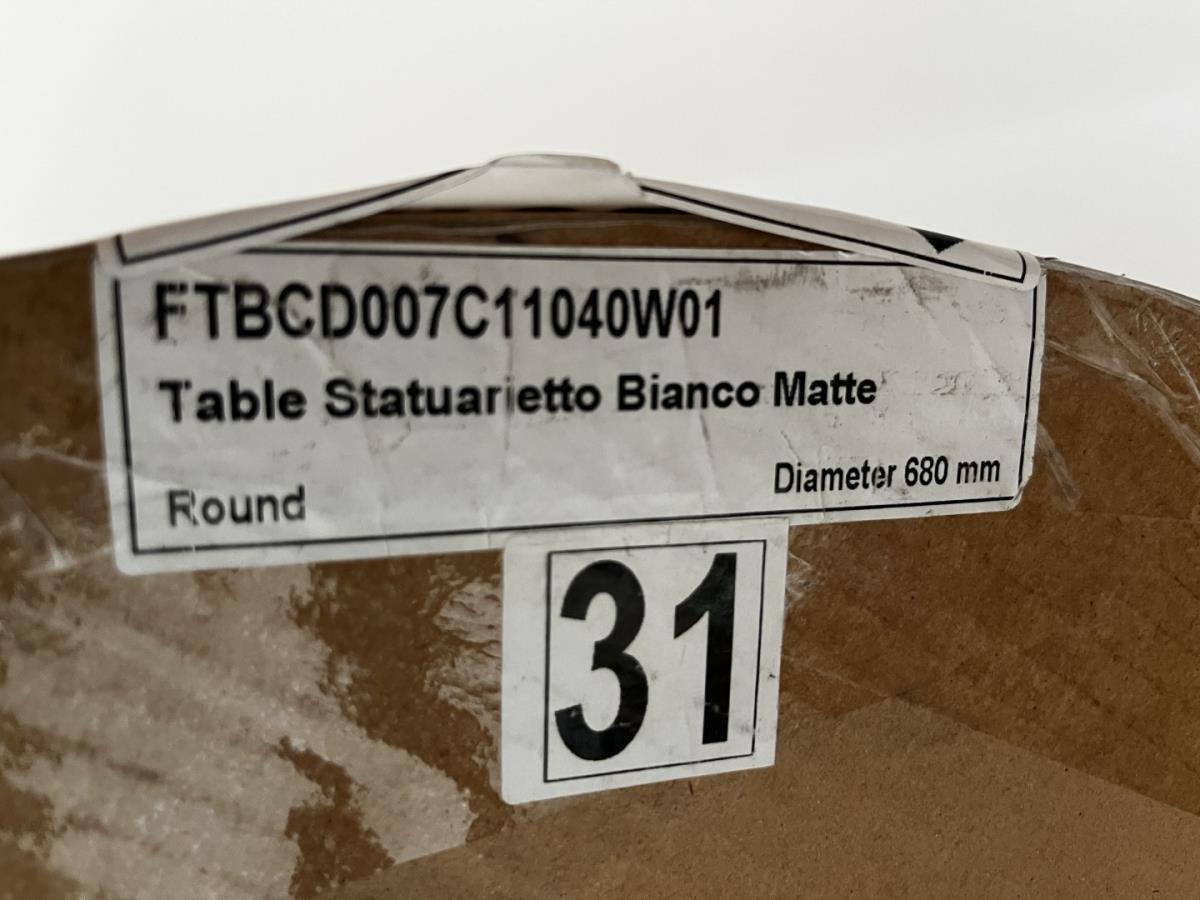 FTBCD007C11040W01
Table Statuarietto Bianco Matte
Round
Diameter 680 mm
31